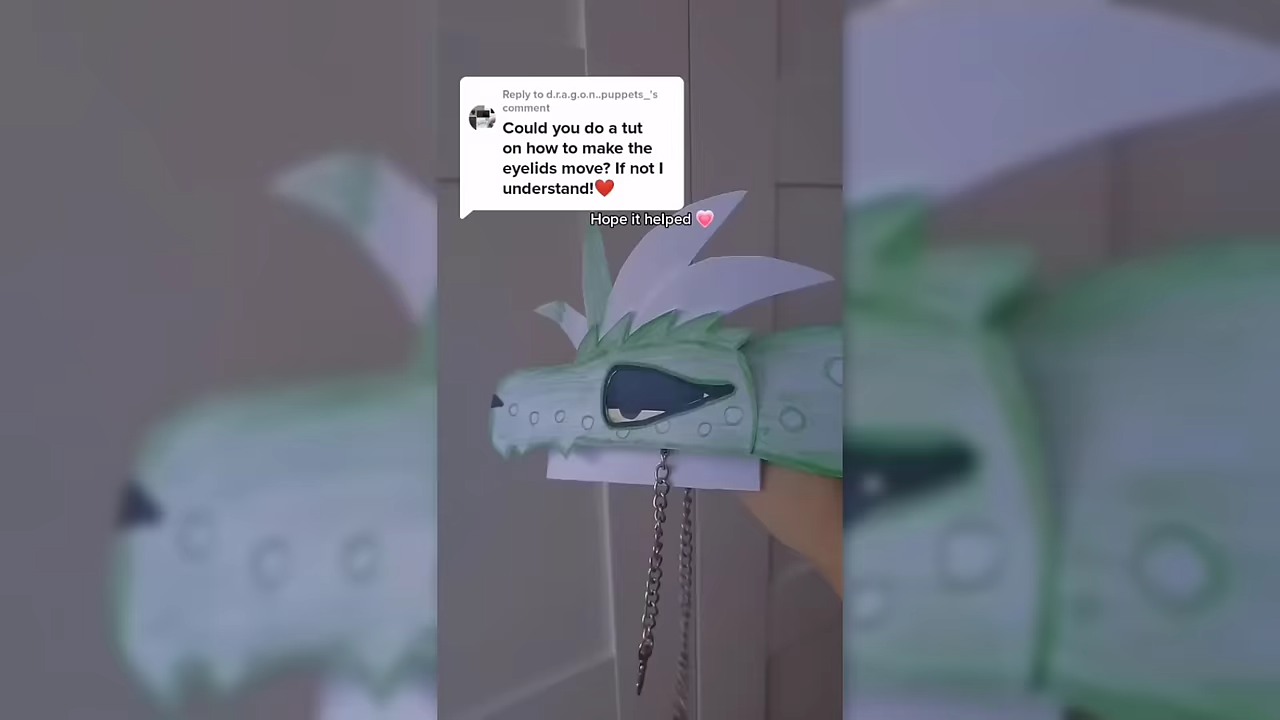 Reply to d.r.a.g.o.n..puppets_'s
comment
Could you do a tut
on how to make the
eyelids move? If not I
understand!❤️
Hope it helped 💗